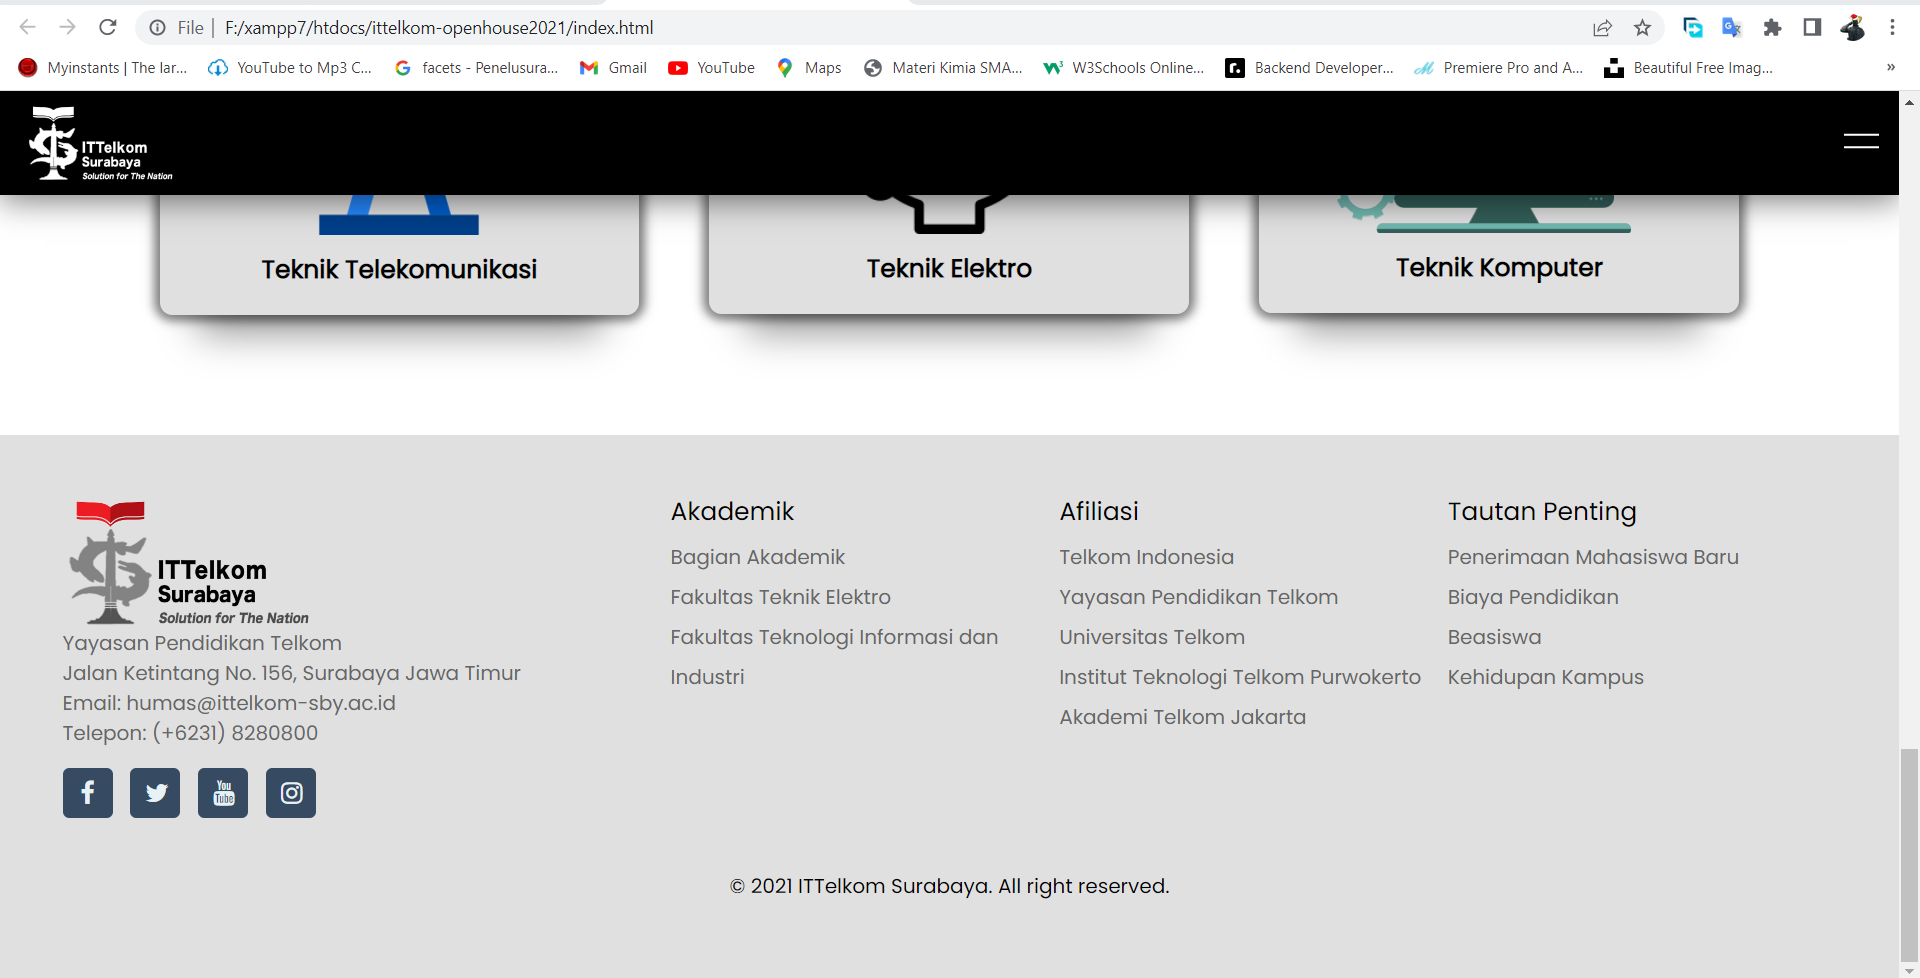 File | F:/xampp7/htdocs/ittelkom-openhouse2021/index.html
Myinstants | The lar... YouTube to Mp3 C... facets - Penelusura... Gmail YouTube Maps Materi Kimia SMA... W3Schools Online... Backend Developer... Premiere Pro and A... Beautiful Free Imag... »
ITTelkom
Surabaya
Solution for The Nation
Teknik Telekomunikasi
Teknik Elektro
Teknik Komputer
ITTelkom
Surabaya
Solution for The Nation
Yayasan Pendidikan Telkom
Jalan Ketintang No. 156, Surabaya Jawa Timur
Email: humas@ittelkom-sby.ac.id
Telepon: (+6231) 8280800
You
Tube
Akademik
Bagian Akademik
Fakultas Teknik Elektro
Fakultas Teknologi Informasi dan
Industri
Afiliasi
Telkom Indonesia
Yayasan Pendidikan Telkom
Universitas Telkom
Institut Teknologi Telkom Purwokerto
Akademi Telkom Jakarta
Tautan Penting
Penerimaan Mahasiswa Baru
Biaya Pendidikan
Beasiswa
Kehidupan Kampus
© 2021 ITTelkom Surabaya. All right reserved.